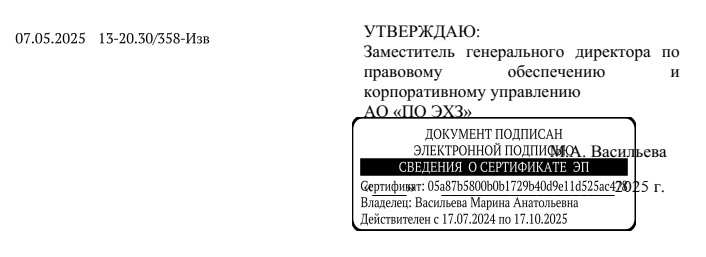 07.05.2025 13-20.30/358-Изв
УТВЕРЖДАЮ:
Заместитель генерального директора по
правовому обеспечению и
корпоративному управлению
АО «ПО ЭХЗ»
ДОКУМЕНТ ПОДПИСАН
ЭЛЕКТРОННОЙ ПОДПИСЬЮ
М.А. Васильева
СВЕДЕНИЯ О СЕРТИФИКАТЕ ЭП
Сертификат: 05a87b5800b0b1729b40d9e11d525ac478
2025 г.
Владелец: Васильева Марина Анатольевна
Действителен с 17.07.2024 по 17.10.2025